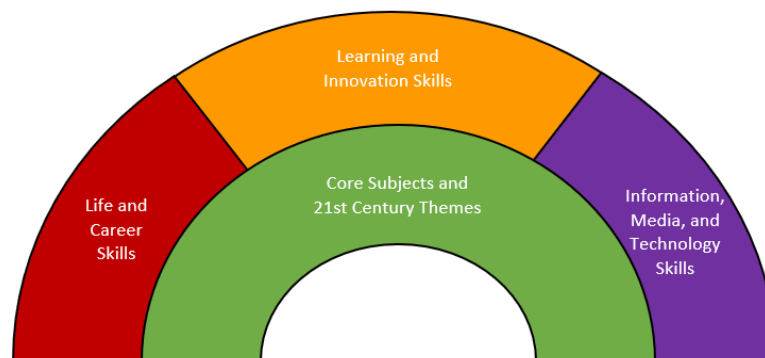 Learning and
Innovation Skills
Core Subjects and
21st Century Themes
Life and
Career
Skills
Information,
Media, and
Technology
Skills